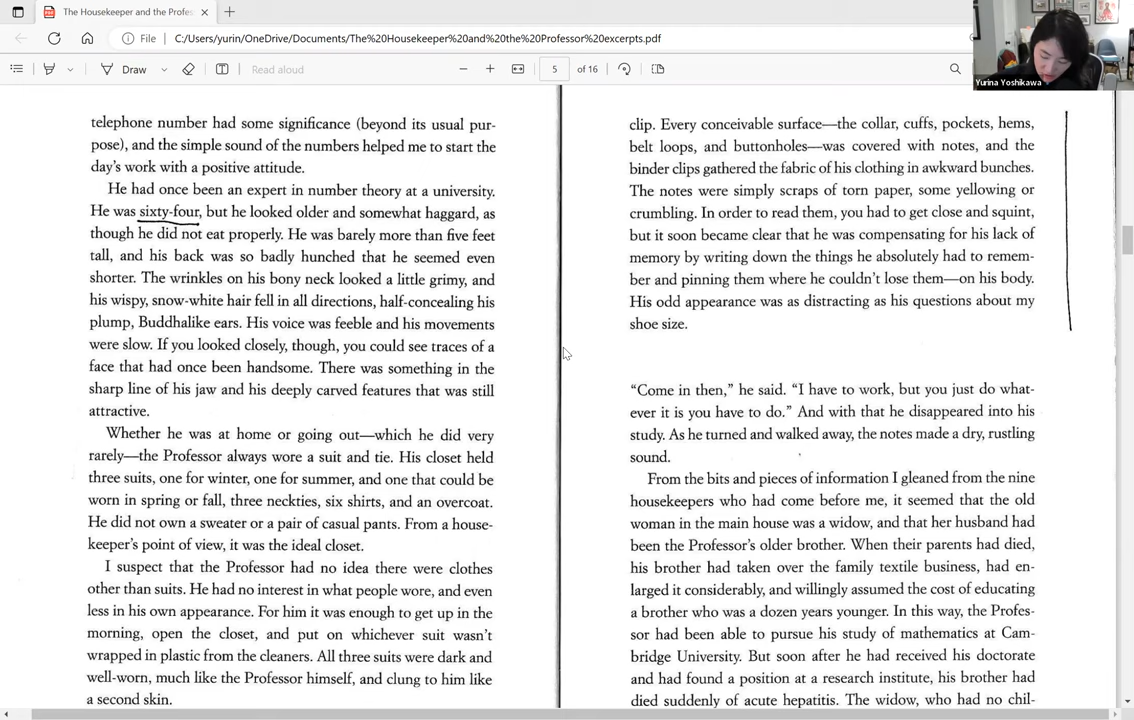 The Housekeeper and the Profes
File
C:/Users/yurin/OneDrive/Documents/The%20Housekeeper%20and%20the%20Professor%20excerpts.pdf
Draw
Read aloud
5
of 16
Yurina Yoshikawa
telephone number had some significance (beyond its usual pur-
pose), and the simple sound of the numbers helped me to start the
day's work with a positive attitude.
He had once been an expert in number theory at a university.
He was sixty-four, but he looked older and somewhat haggard, as
though he did not eat properly. He was barely more than five feet
tall, and his back was so badly hunched that he seemed even
shorter. The wrinkles on his bony neck looked a little grimy, and
his wispy, snow-white hair fell in all directions, half-concealing his
plump, Buddhalike ears. His voice was feeble and his movements
were slow. If you looked closely, though, you could see traces of a
face that had once been handsome. There was something in the
sharp line of his jaw and his deeply carved features that was still
attractive.
Whether he was at home or going out—which he did very
rarely—the Professor always wore a suit and tie. His closet held
three suits, one for winter, one for summer, and one that could be
worn in spring or fall, three neckties, six shirts, and an overcoat.
He did not own a sweater or a pair of casual pants. From a house-
keeper's point of view, it was the ideal closet.
I suspect that the Professor had no idea there were clothes
other than suits. He had no interest in what people wore, and even
less in his own appearance. For him it was enough to get up in the
morning, open the closet, and put on whichever suit wasn't
wrapped in plastic from the cleaners. All three suits were dark and
well-worn, much like the Professor himself, and clung to him like
a second skin.
clip. Every conceivable surface—the collar, cuffs, pockets, hems,
belt loops, and buttonholes—was covered with notes, and the
binder clips gathered the fabric of his clothing in awkward bunches.
The notes were simply scraps of torn paper, some yellowing or
crumbling. In order to read them, you had to get close and squint,
but it soon became clear that he was compensating for his lack of
memory by writing down the things he absolutely had to remem-
ber and pinning them where he couldn't lose them—on his body.
His odd appearance was as distracting as his questions about my
shoe size.
"Come in then," he said. "I have to work, but you just do what-
ever it is you have to do." And with that he disappeared into his
study. As he turned and walked away, the notes made a dry, rustling
sound.
From the bits and pieces of information I gleaned from the nine
housekeepers who had come before me, it seemed that the old
woman in the main house was a widow, and that her husband had
been the Professor's older brother. When their parents had died,
his brother had taken over the family textile business, had en-
larged it considerably, and willingly assumed the cost of educating
a brother who was a dozen years younger. In this way, the Profes-
sor had been able to pursue his study of mathematics at Cam-
bridge University. But soon after he had received his doctorate
and had found a position at a research institute, his brother had
died suddenly of acute hepatitis. The widow, who had no chil-